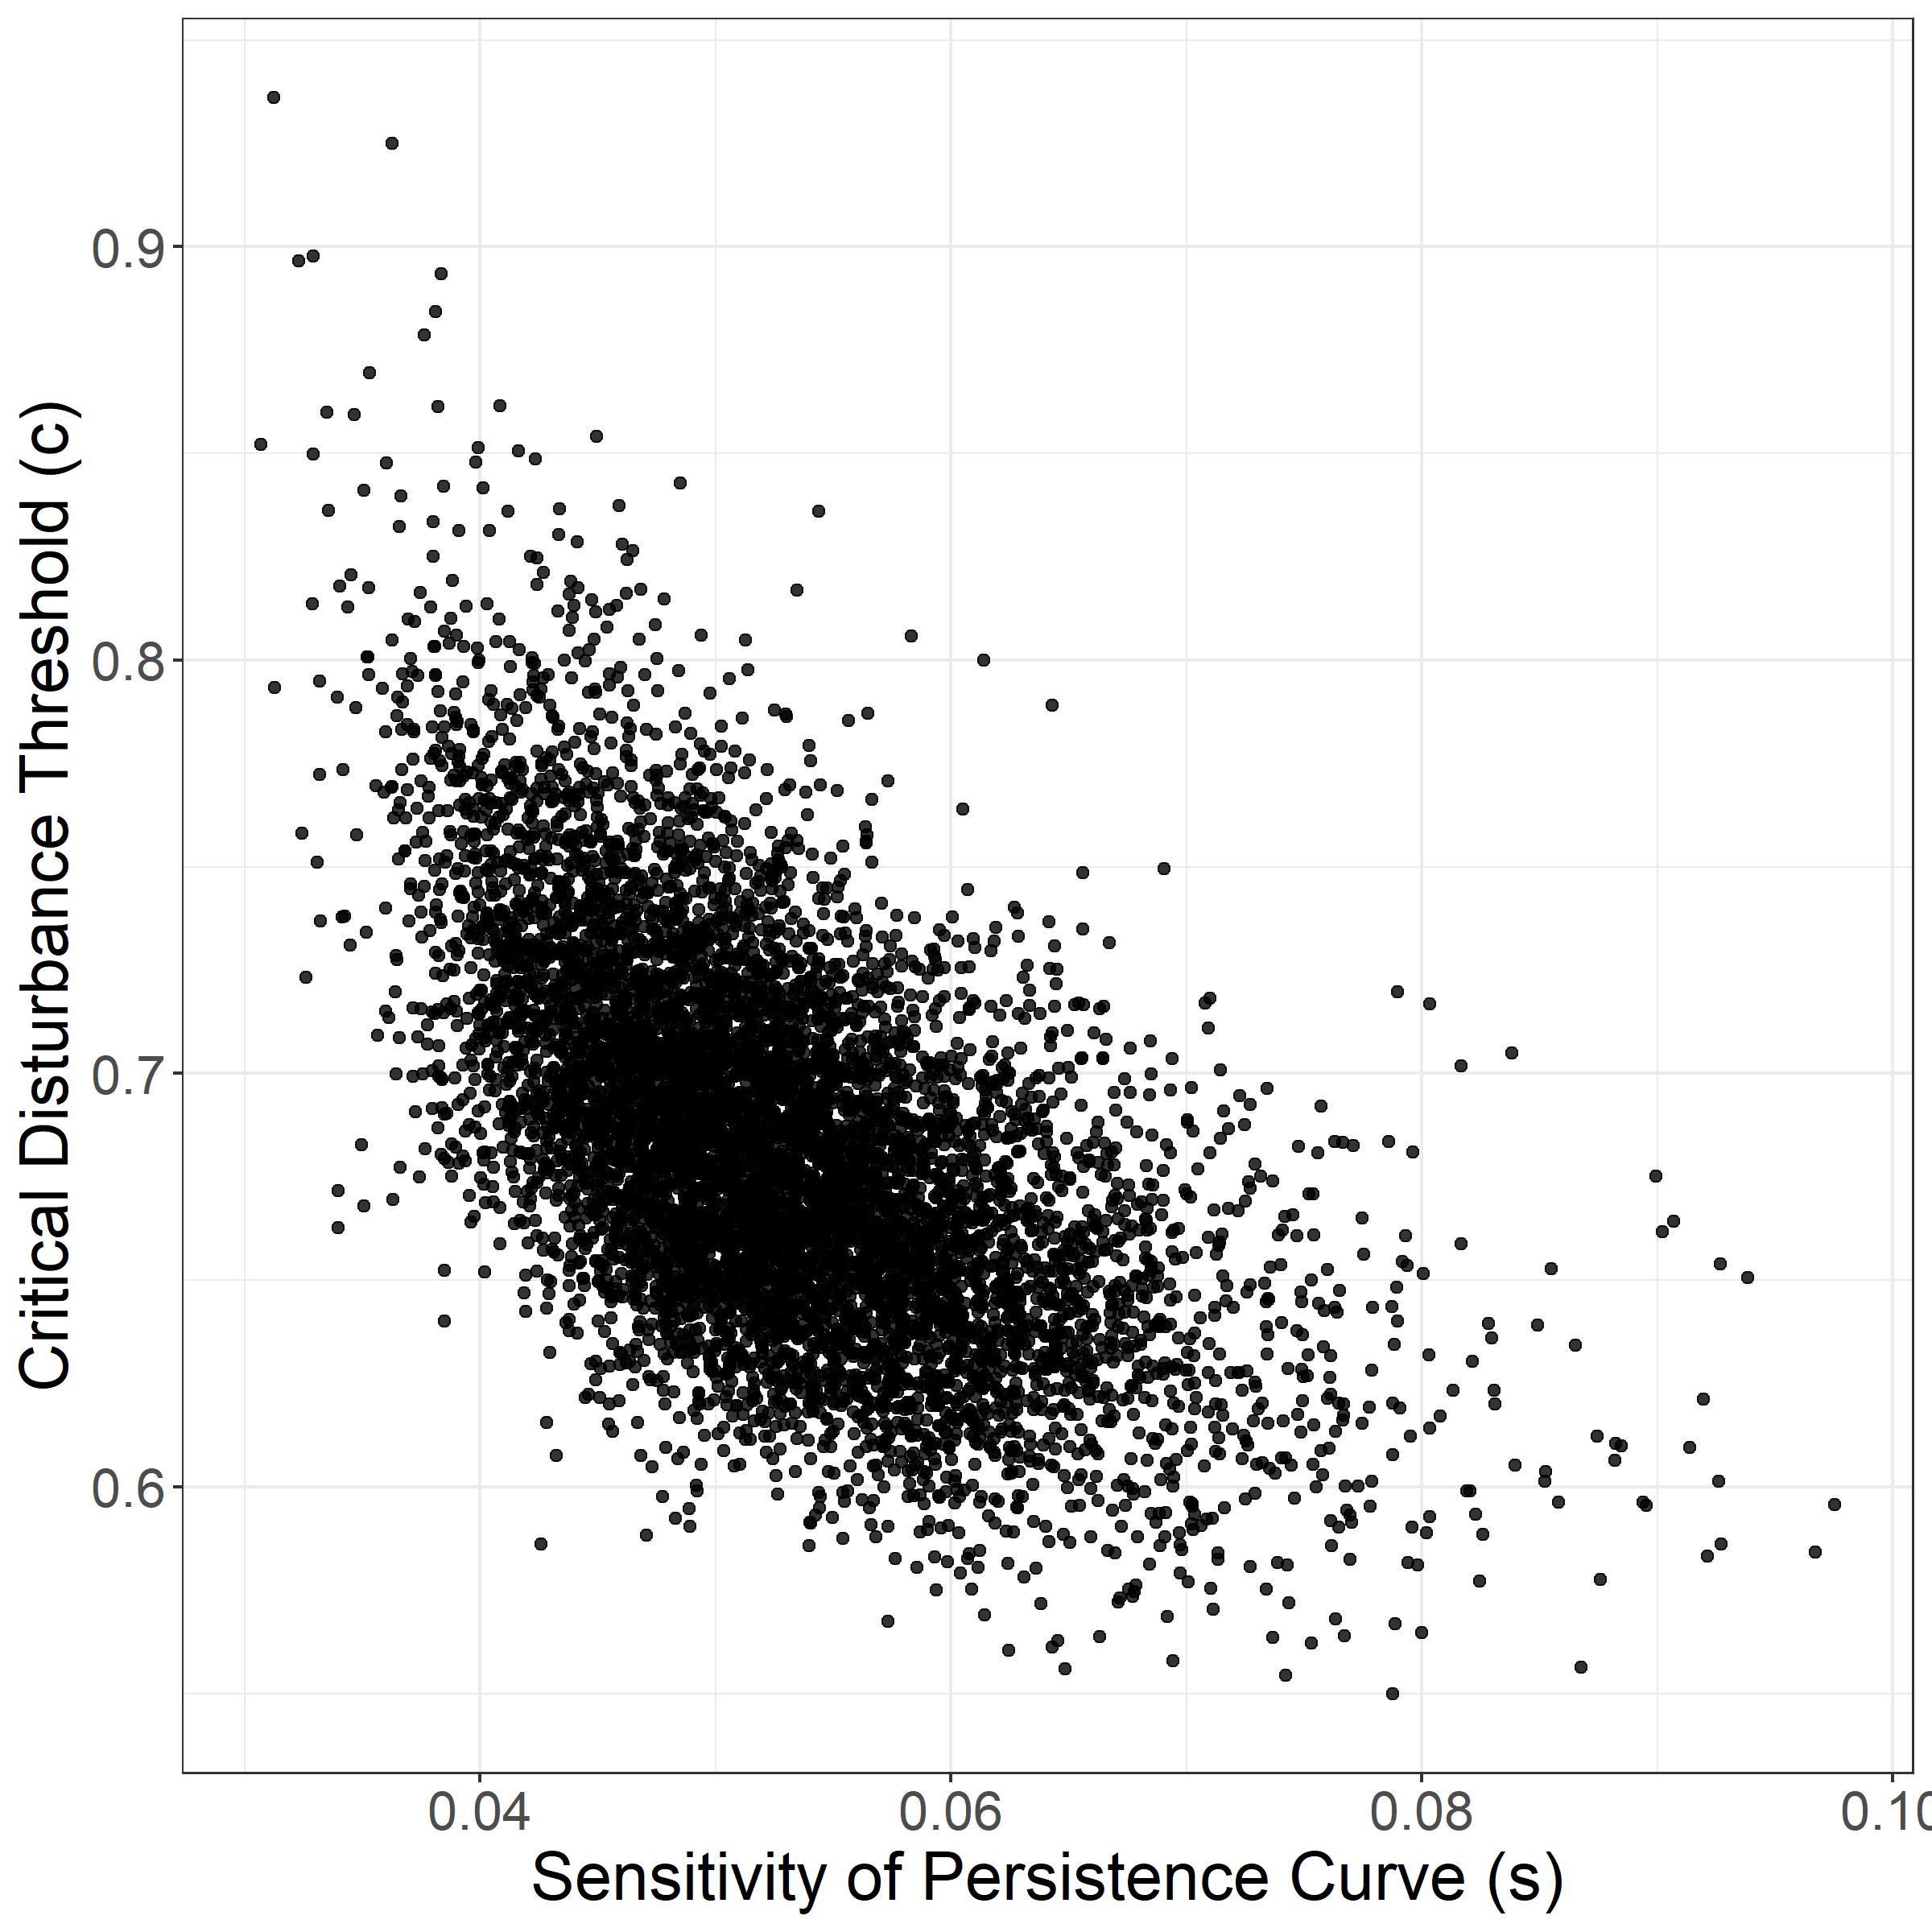 Critical Disturbance Threshold (c)
0.9
0.8
0.7
0.6
0.04 0.06 0.08 0.10
Sensitivity of Persistence Curve (s)